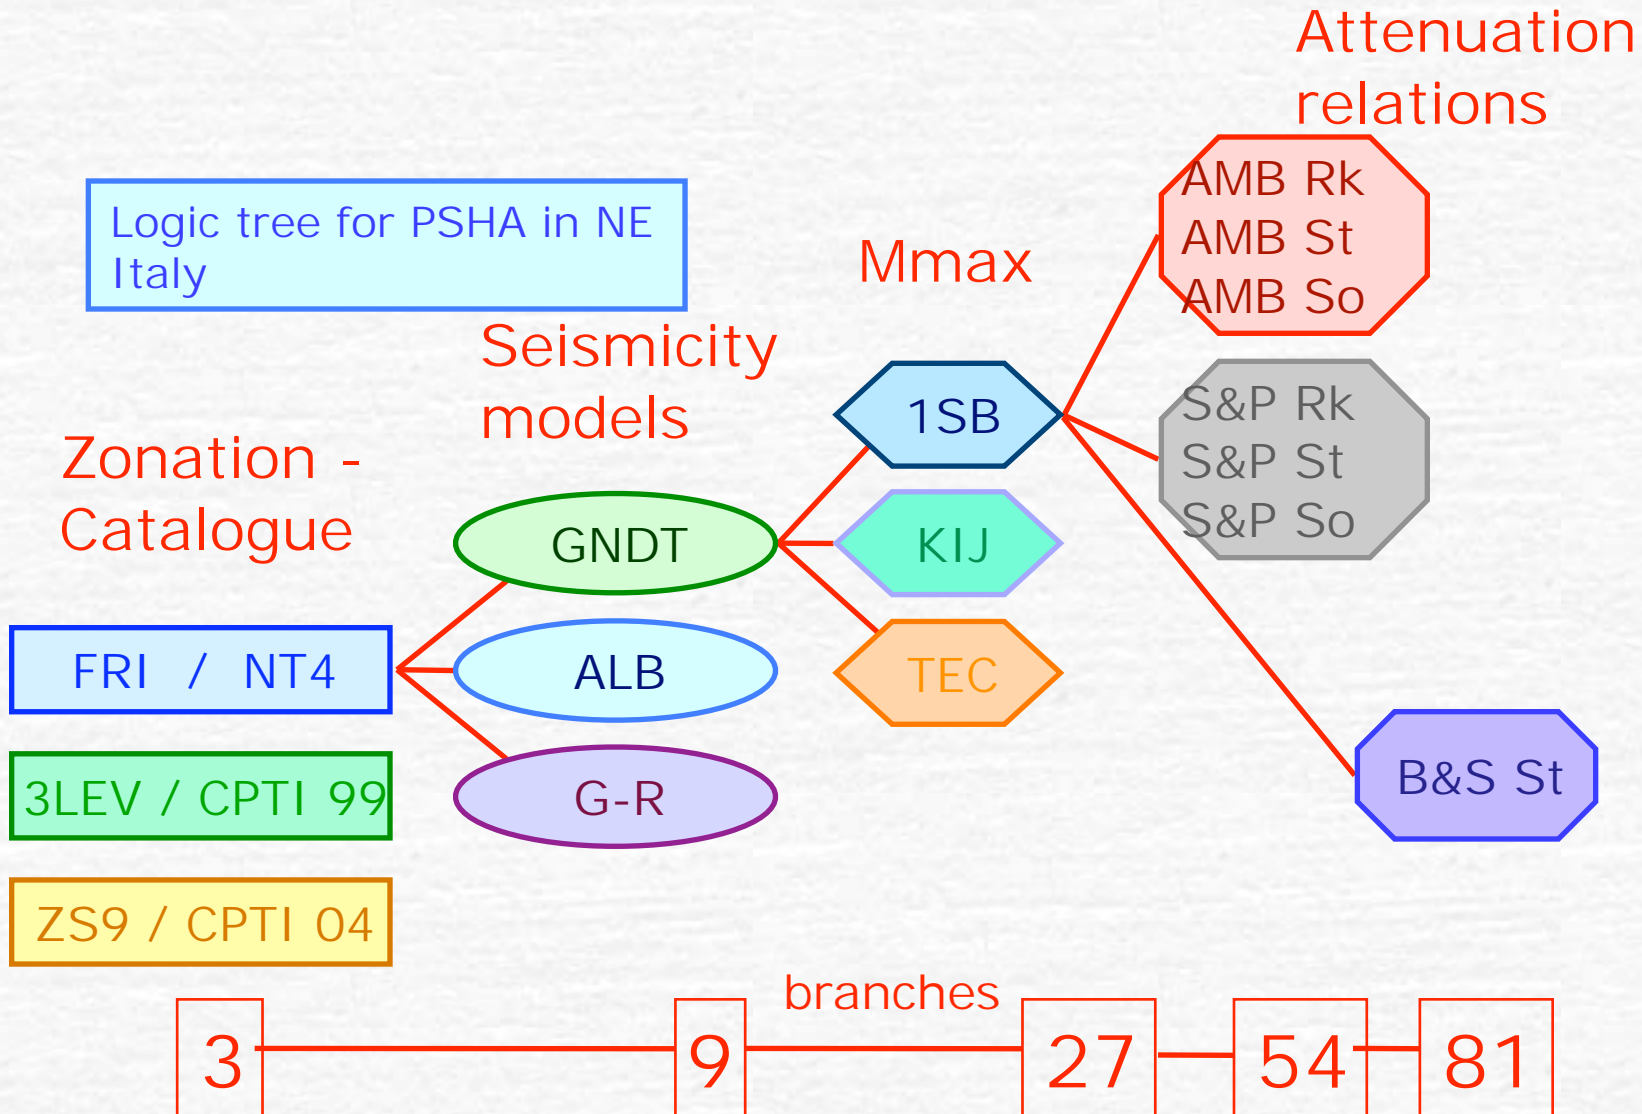 Attenuation
relations
Logic tree for PSHA in NE
Italy
AMB Rk
AMB St
AMB So
Mmax
Seismicity
models
1SB
S&P Rk
S&P St
S&P So
Zonation -
Catalogue
GNDT
KIJ
FRI / NT4
ALB
TEC
3LEV / CPTI 99
G-R
B&S St
ZS9 / CPTI 04
branches
3
9
27
54
81